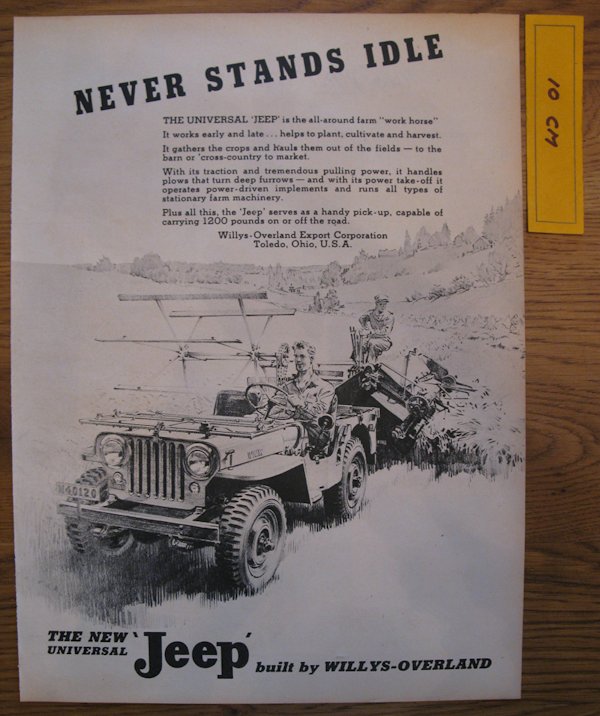 NEVER STANDS IDLE
THE UNIVERSAL 'JEEP' is the all-around farm "work horse"
It works early and late ... helps to plant, cultivate and harvest.
It gathers the crops and hauls them out of the fields — to the
barn or 'cross-country to market.
With its traction and tremendous pulling power, it handles
plows that turn deep furrows — and with its power take-off it
operates power-driven implements and runs all types of
stationary farm machinery.
Plus all this, the 'Jeep' serves as a handy pick-up, capable of
carrying 1200 pounds on or off the road.
Willys-Overland Export Corporation
Toledo, Ohio, U.S.A.
10 CM
THE NEW
UNIVERSAL
'Jeep'
built by WILLYS-OVERLAND